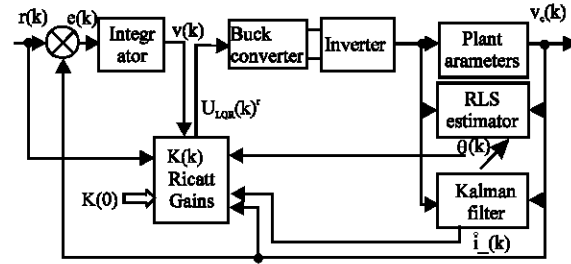 r(k)
e(k)
Integr
ator
v(k)
Buck
converter
Inverter
Plant
arameters
v_c(k)
RLS
estimator
U_LQR(k)^r
θ(k)
K(k)
Ricatt
Gains
K(0)
Kalman
filter
i_(k)